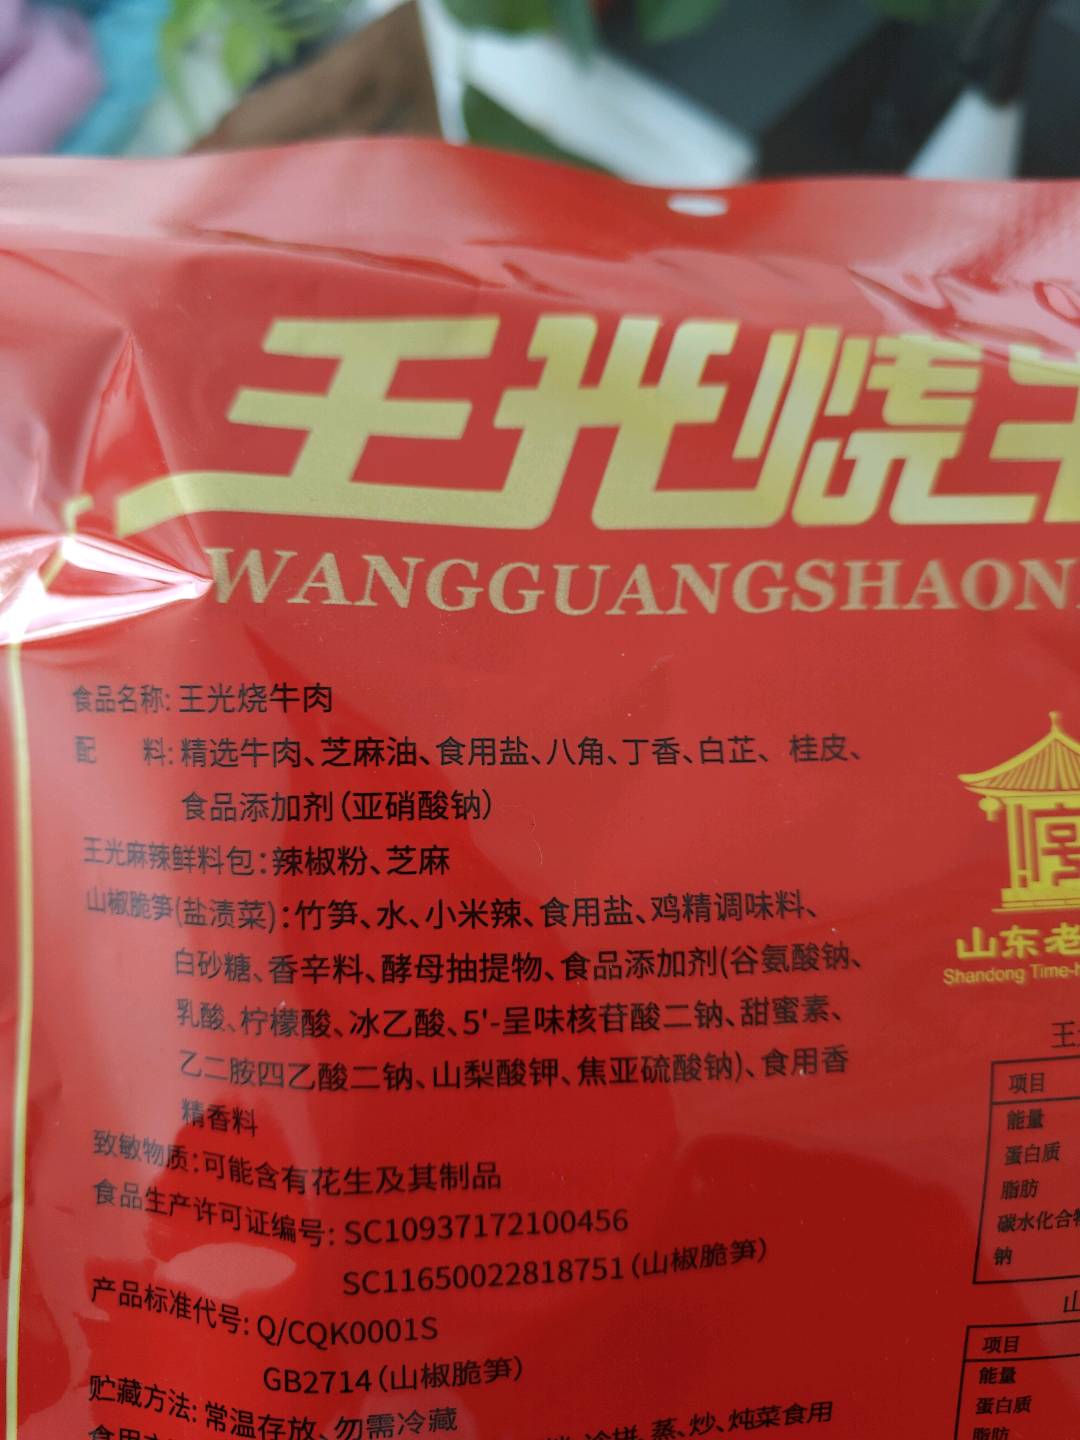 王光烧
WANGGUANGSHAON
食品名称: 王光烧牛肉
配 料: 精选牛肉、芝麻油、食用盐、八角、丁香、白芷、桂皮、
食品添加剂(亚硝酸钠)
王光麻辣鲜料包: 辣椒粉、芝麻
山椒脆笋(盐渍菜): 竹笋、水、小米辣、食用盐、鸡精调味料、
白砂糖、香辛料、酵母抽提物、食品添加剂(谷氨酸钠、
乳酸、柠檬酸、冰乙酸、5'-呈味核苷酸二钠、甜蜜素、
乙二胺四乙酸二钠、山梨酸钾、焦亚硫酸钠)、食用香
精香料
致敏物质: 可能含有花生及其制品
食品生产许可证编号: SC10937172100456
SC11650022818751(山椒脆笋)
产品标准代号: Q/CQK0001S
GB2714(山椒脆笋)
贮藏方法: 常温存放、勿需冷藏
冷拼、蒸、炒、炖菜食用
山东老
Shandong Time-
王
项目
能量
蛋白质
脂肪
碳水化合
钠
山
项目
能量
蛋白质
脂肪